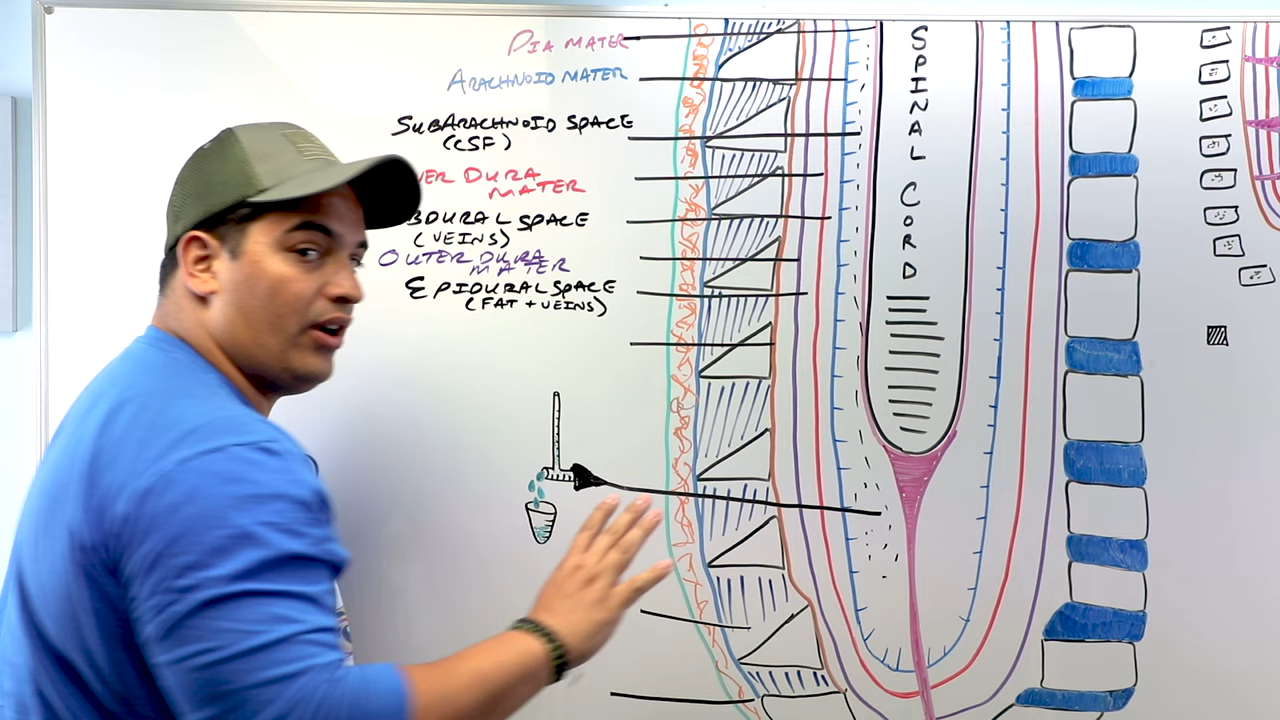 PIA MATER
ARACHNOID MATER
SUBARACHNOID SPACE
(CSF)
DURA
MATER
SPACE
(VEINS)
OUTER DURA
MATER
EPIDURAL SPACE
(FAT + VEINS)
SPINAL CORD